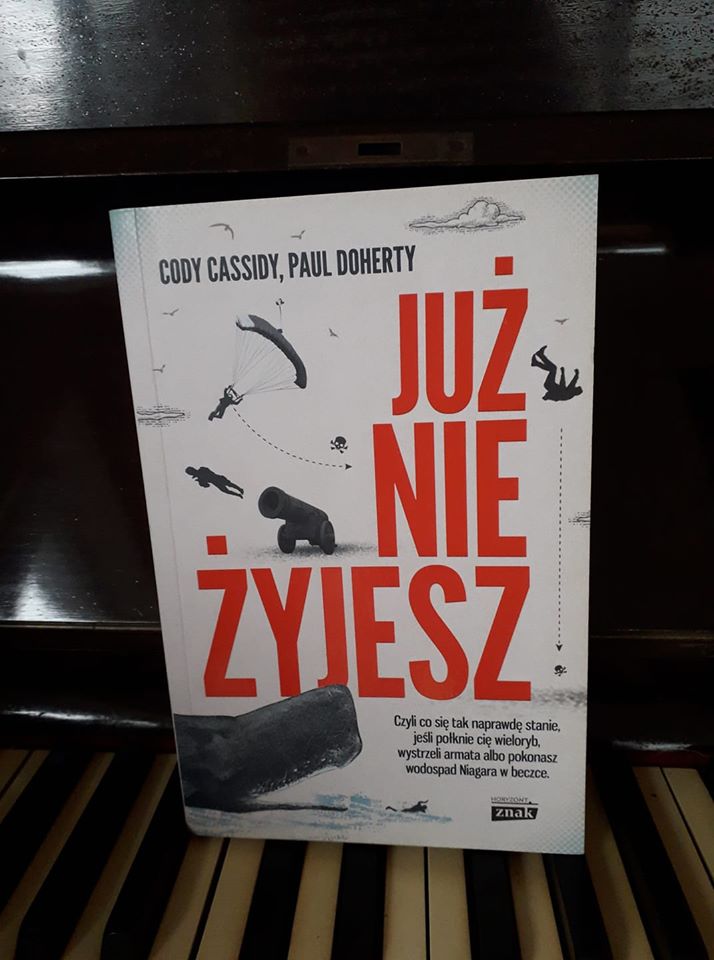 CODY CASSIDY, PAUL DOHERTY
JUŻ
NIE
ŻYJESZ
Czyli co się tak naprawdę stanie,
jeśli połknie cię wieloryb,
wystrzeli armata albo pokonasz
wodospad Niagara w beczce.
HORYZONT
znak